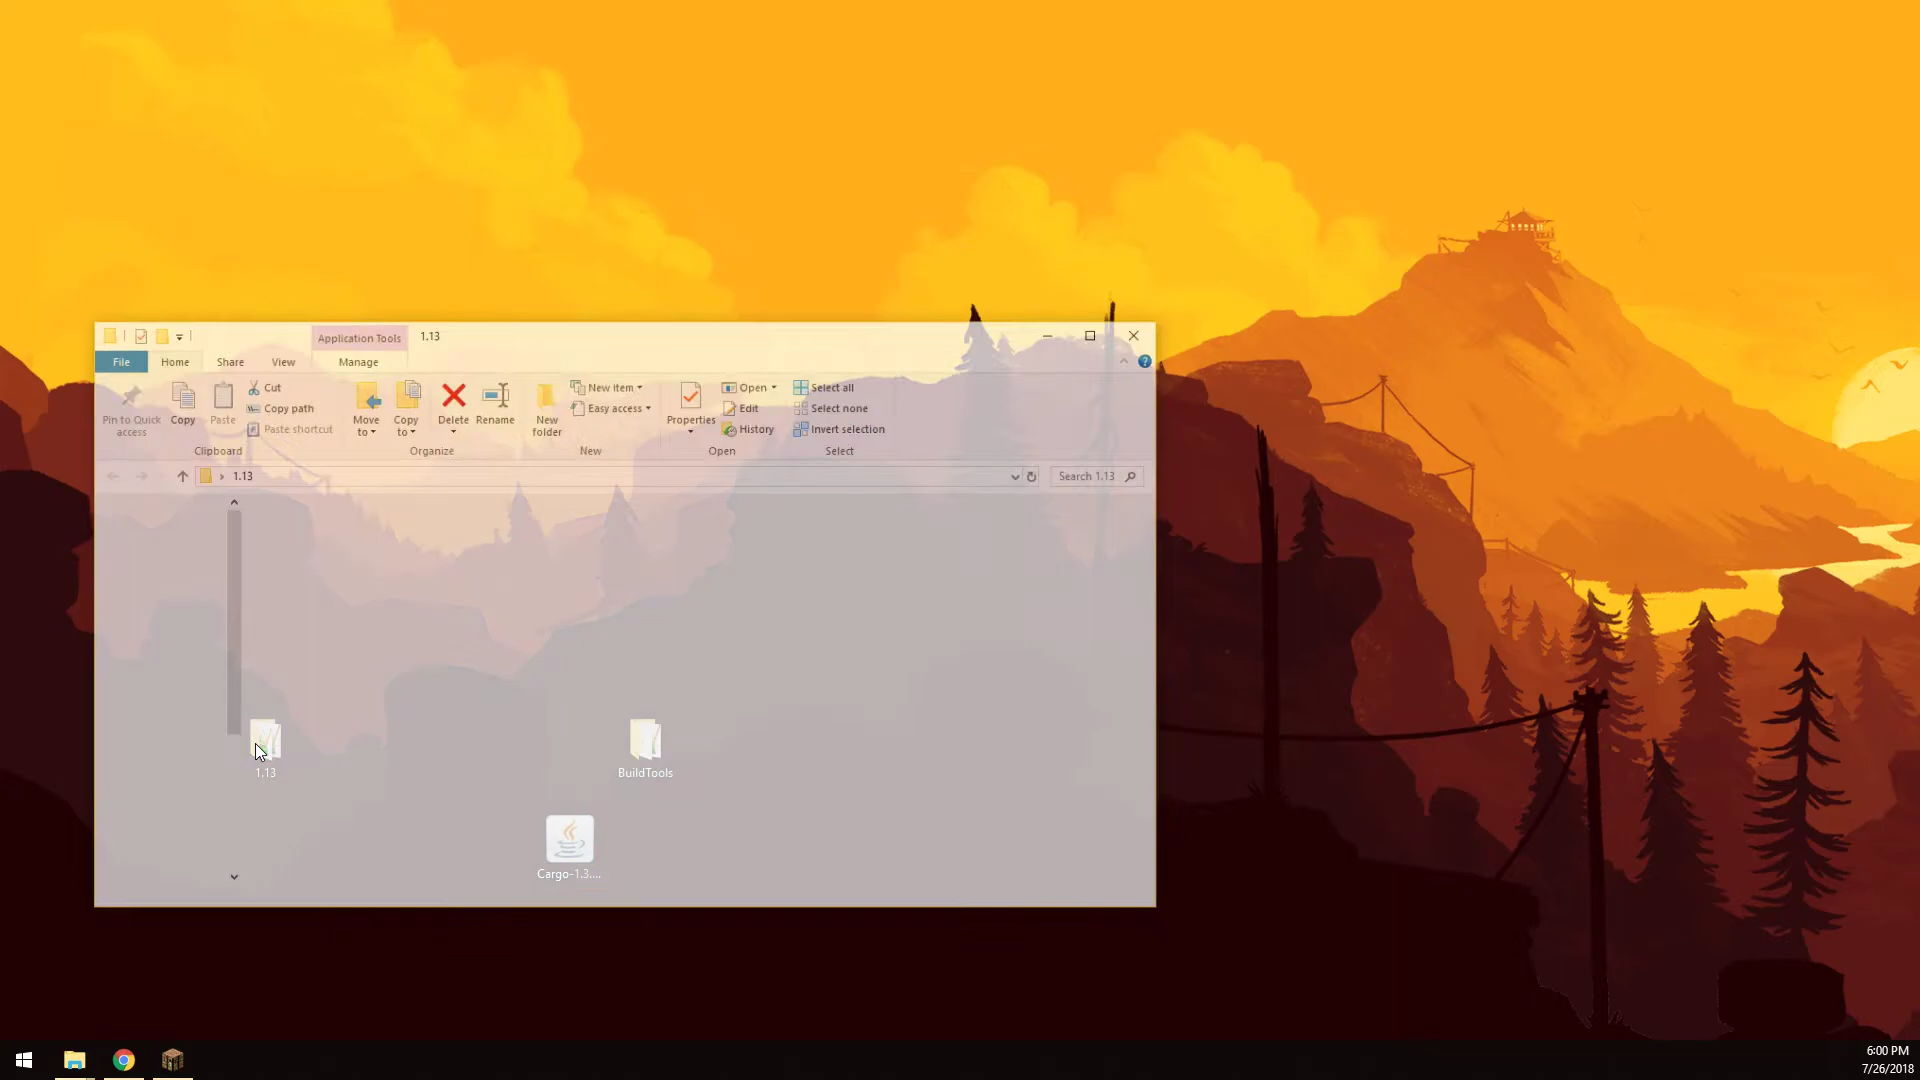 Application Tools 1.13
File Home Share View Manage
Pin to Quick access
Copy
Paste
Cut
Copy path
Paste shortcut
Clipboard
Move to
Copy to
Delete
Rename
Organize
New folder
New item
Easy access
New
Properties
Open
Edit
History
Open
Select all
Select none
Invert selection
Select
1.13
Search 1.13
1.13
BuildTools
Cargo-1.3....
6:00 PM
7/26/2018